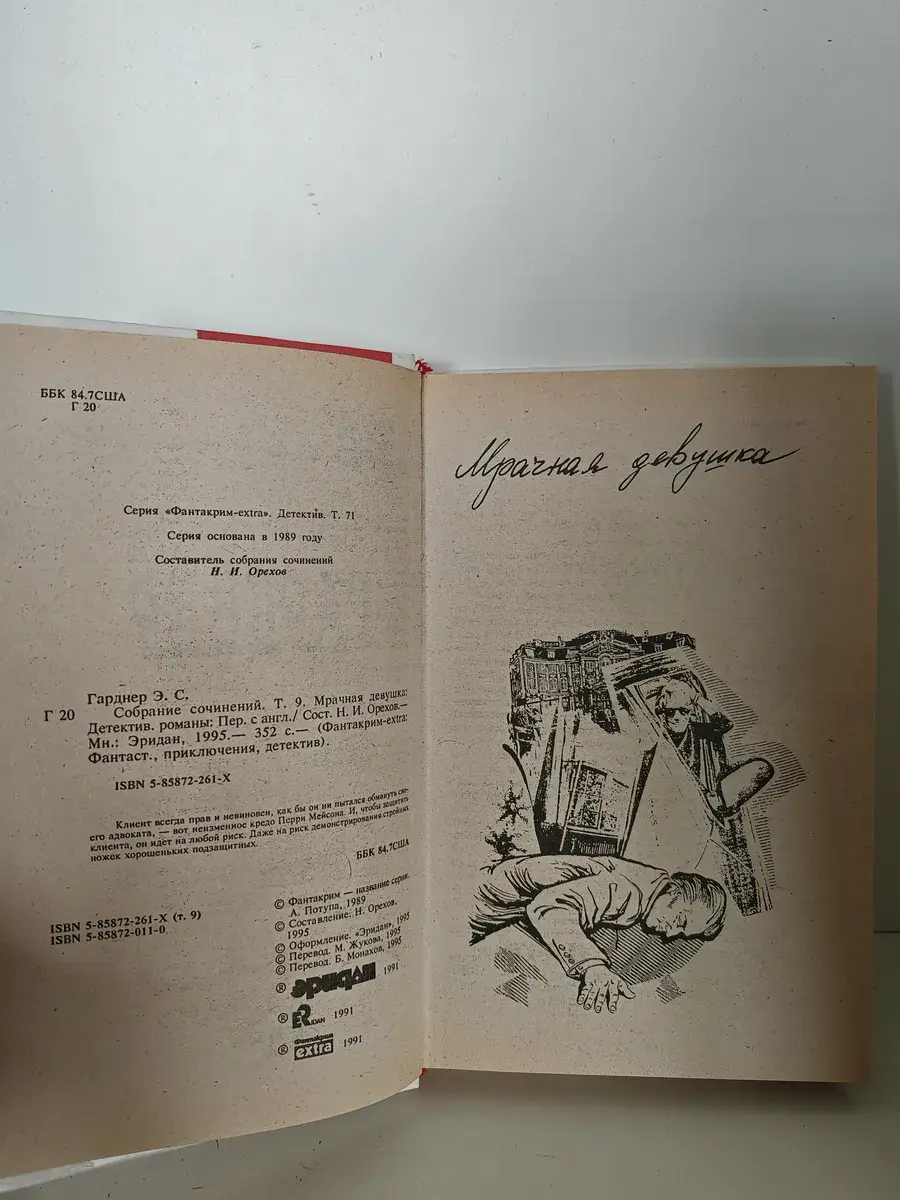 ББК 84.7США
Г 20
Серия «Фантакрим-extra». Детектив. Т. 71
Серия основана в 1989 году
Составитель собрания сочинений
Н. И. Орехов
Гарднер Э. С.
Г 20 Собрание сочинений. Т. 9. Мрачная девушка:
Детектив. романы: Пер. с англ./ Сост. Н. И. Орехов.—
Мн.: Эридан, 1995.— 352 с.— (Фантакрим-extra:
Фантаст., приключения, детектив).
ISBN 5-85872-261-X
Клиент всегда прав и невиновен, как бы он ни пытался обмануть сво-
его адвоката, — вот неизменное кредо Перри Мейсона. И, чтобы защитить
клиента, он идет на любой риск. Даже на риск демонстрирования стройных
ножек хорошеньких подзащитных.
ББК 84.7США
ISBN 5-85872-261-X (т. 9)
ISBN 5-85872-011-0
© Фантакрим — название серии.
А. Потупа, 1989
© Составление. Н. Орехов,
1995
© Оформление. «Эридан», 1995
© Перевод. М. Жукова, 1995
© Перевод. Б. Монахов, 1995
® эридан 1991
® ERIDAN 1991
® Фантакрим extra 1991
Мрачная девушка